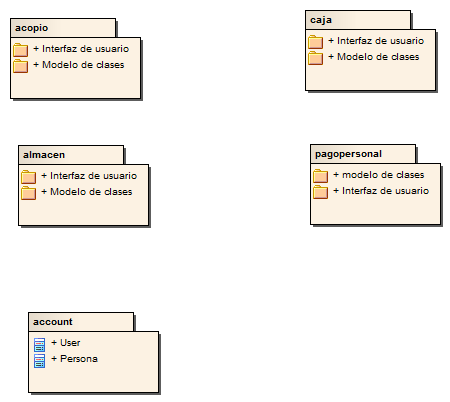 acopio
+ Interfaz de usuario
+ Modelo de clases
caja
+ Interfaz de usuario
+ Modelo de clases
almacen
+ Interfaz de usuario
+ Modelo de clases
pagopersonal
+ modelo de clases
+ Interfaz de usuario
account
+ User
+ Persona